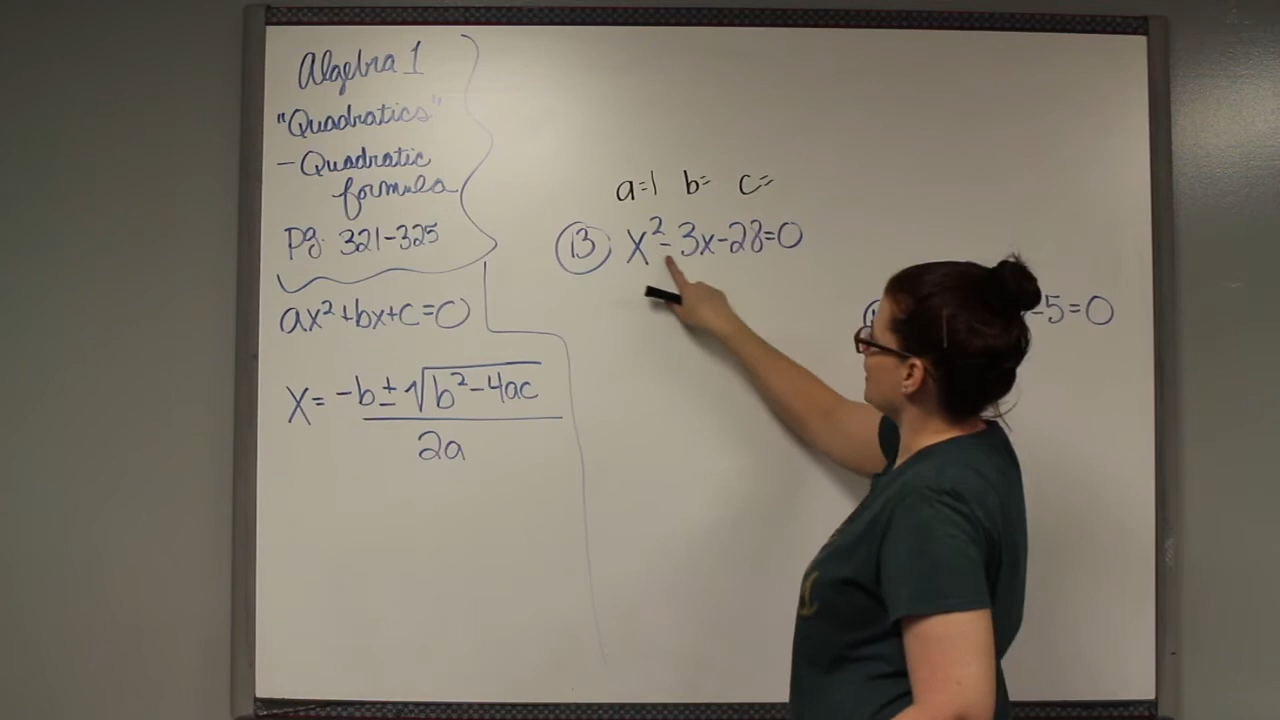 Algebra 1
"Quadratics"
- Quadratic
formula
Pg. 321-325
ax²+bx+c=0
X= -b±√b²-4ac
2a
a=1 b= c=
13 X²-3x-28=0
-5=0